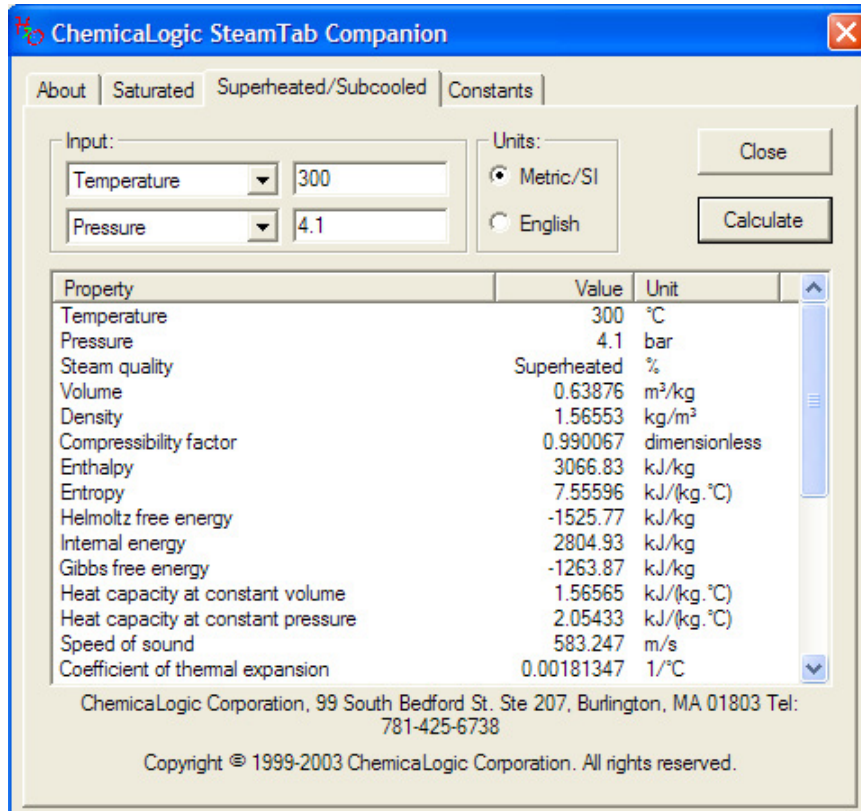 ChemicaLogic SteamTab Companion
About Saturated Superheated/Subcooled Constants
Input: Units:
Temperature 300 Metric/SI Close
Pressure 4.1 English Calculate
Property Value Unit
Temperature 300 °C
Pressure 4.1 bar
Steam quality Superheated %
Volume 0.63876 m³/kg
Density 1.56553 kg/m³
Compressibility factor 0.990067 dimensionless
Enthalpy 3066.83 kJ/kg
Entropy 7.55596 kJ/(kg.°C)
Helmoltz free energy -1525.77 kJ/kg
Internal energy 2804.93 kJ/kg
Gibbs free energy -1263.87 kJ/kg
Heat capacity at constant volume 1.56565 kJ/(kg.°C)
Heat capacity at constant pressure 2.05433 kJ/(kg.°C)
Speed of sound 583.247 m/s
Coefficient of thermal expansion 0.00181347 1/°C
ChemicaLogic Corporation, 99 South Bedford St. Ste 207, Burlington, MA 01803 Tel:
781-425-6738
Copyright © 1999-2003 ChemicaLogic Corporation. All rights reserved.